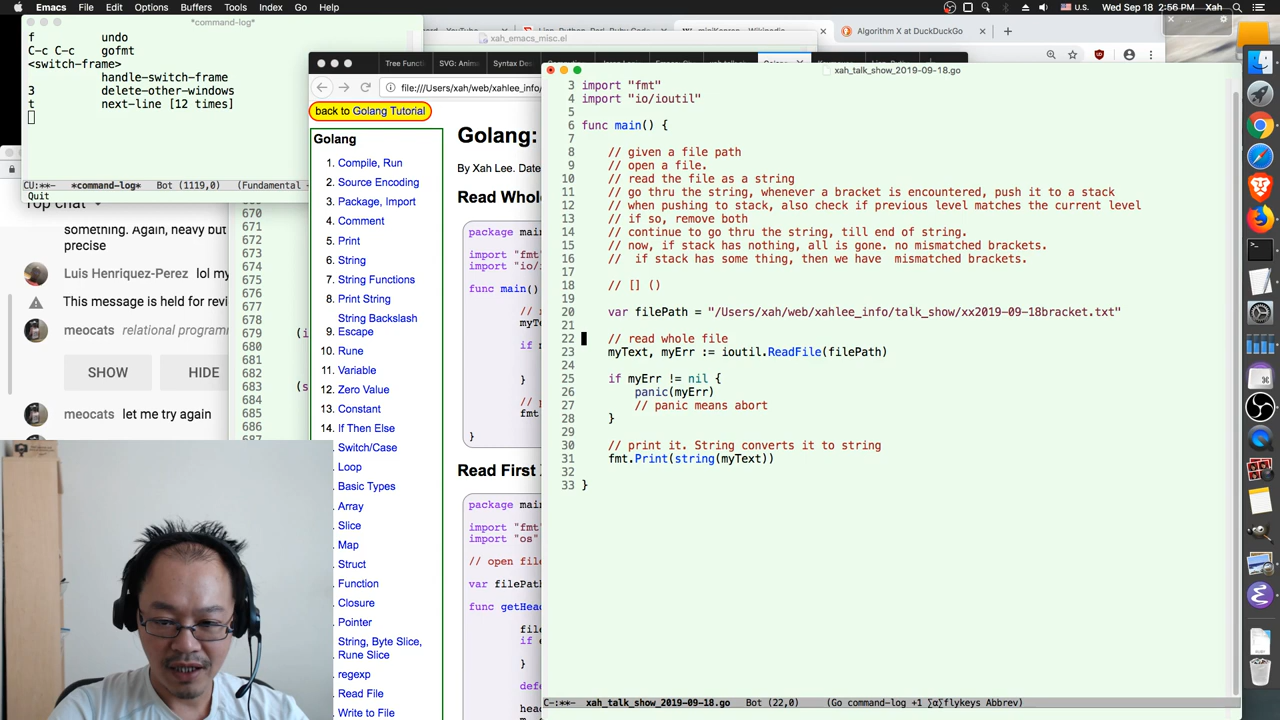 Emacs File Edit Options Buffers Tools Help
Wed Sep 18 3:36 PM Xah
*command-log*
f undo
C-c C-c gofmt
<switch-frame>
handle-switch-frame
3 delete-other-windows
t next-line [12 times]
CU:**- *command-log* Bot (1119,0) (Fundamental
Quit
xah_emacs_misc.el
Algorithm X at DuckDuckGo
Tree Functi
SVG: Anima
Syntax Des
file:///Users/xah/web/xahlee_info/
something. Again, heavy but
precise
Luis Henriquez-Perez lol my
This message is held for revi
meocats relational programm
SHOW HIDE
meocats let me try again
670
671
672
673
674
675
676
677
678
679
680
681
682
683
684
685
686
687
back to Golang Tutorial
Golang
1. Compile, Run
2. Source Encoding
3. Package, Import
4. Comment
5. Print
6. String
7. String Functions
8. Print String
9. String Backslash
Escape
10. Rune
11. Variable
12. Zero Value
13. Constant
14. If Then Else
Switch/Case
Loop
Basic Types
Array
Slice
Map
Struct
Function
Closure
Pointer
String, Byte Slice,
Rune Slice
regexp
Read File
Write to File
Golang:
By Xah Lee. Date
Read Whol
package main
import "fmt"
import "io/i
func main()
// r
myTe
if m
}
// p
fmt
}
Read First
package main
import "fmt"
import "os"
// open file
var filePath
func getHea
file
if e
}
defe
head
xah_talk_show_2019-09-18.go
3 import "fmt"
4 import "io/ioutil"
5
6 func main() {
7
8 // given a file path
9 // open a file.
10 // read the file as a string
11 // go thru the string, whenever a bracket is encountered, push it to a stack
12 // when pushing to stack, also check if previous level matches the current level
13 // if so, remove both
14 // continue to go thru the string, till end of string.
15 // now, if stack has nothing, all is gone. no mismatched brackets.
16 // if stack has some thing, then we have mismatched brackets.
17
18 // [] ()
19
20 var filePath = "/Users/xah/web/xahlee_info/talk_show/xx2019-09-18bracket.txt"
21
22 // read whole file
23 myText, myErr := ioutil.ReadFile(filePath)
24
25 if myErr != nil {
26 panic(myErr)
27 // panic means abort
28 }
29
30 // print it. String converts it to string
31 fmt.Print(string(myText))
32
33 }
C-:**- xah_talk_show_2019-09-18.go Bot (22,0) (Go command-log +1 ∑α∑flykeys Abbrev)